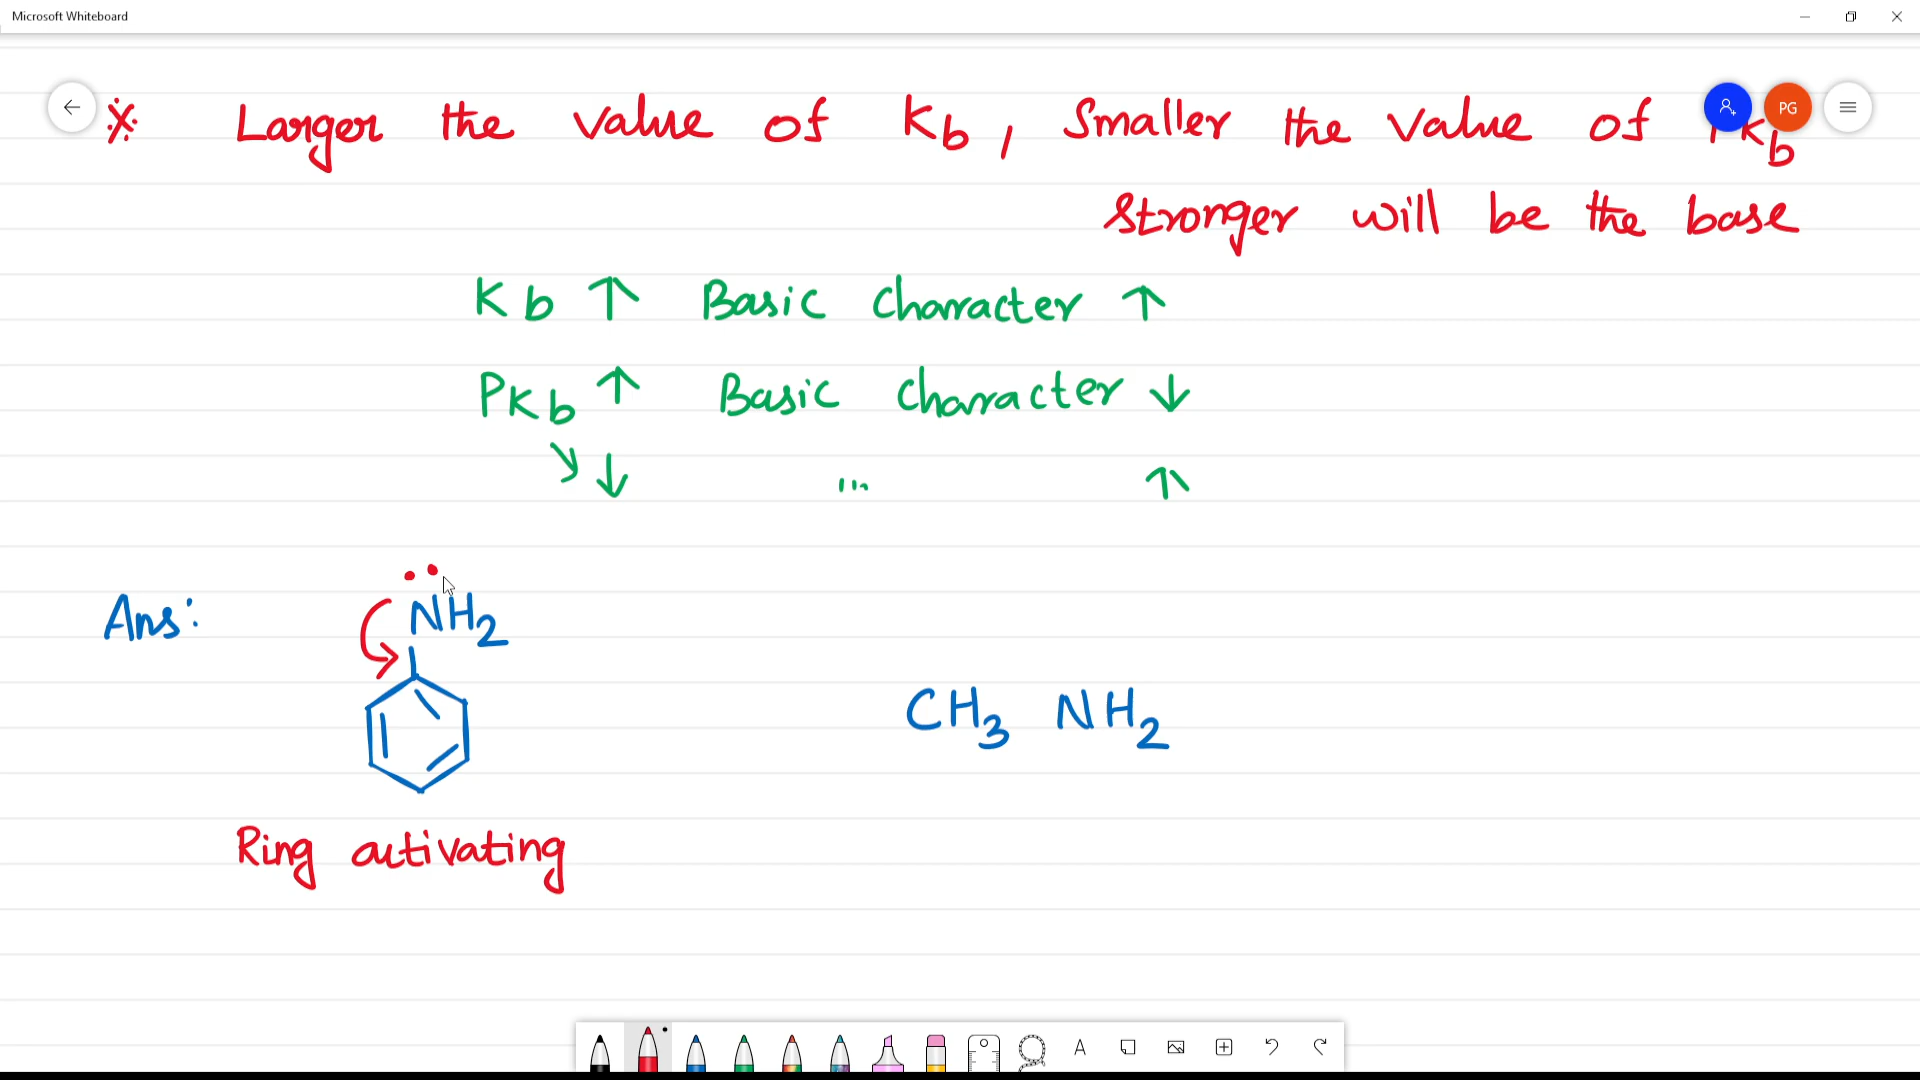 Microsoft Whiteboard
※ Larger the value of Kb, Smaller the value of PKb
PG
Stronger will be the base
Kb ↑ Basic Character ↑
PKb ↑ Basic Character ↓
↘ ↓ ... ↑
Ans: NH2
CH3 NH2
Ring activating
A